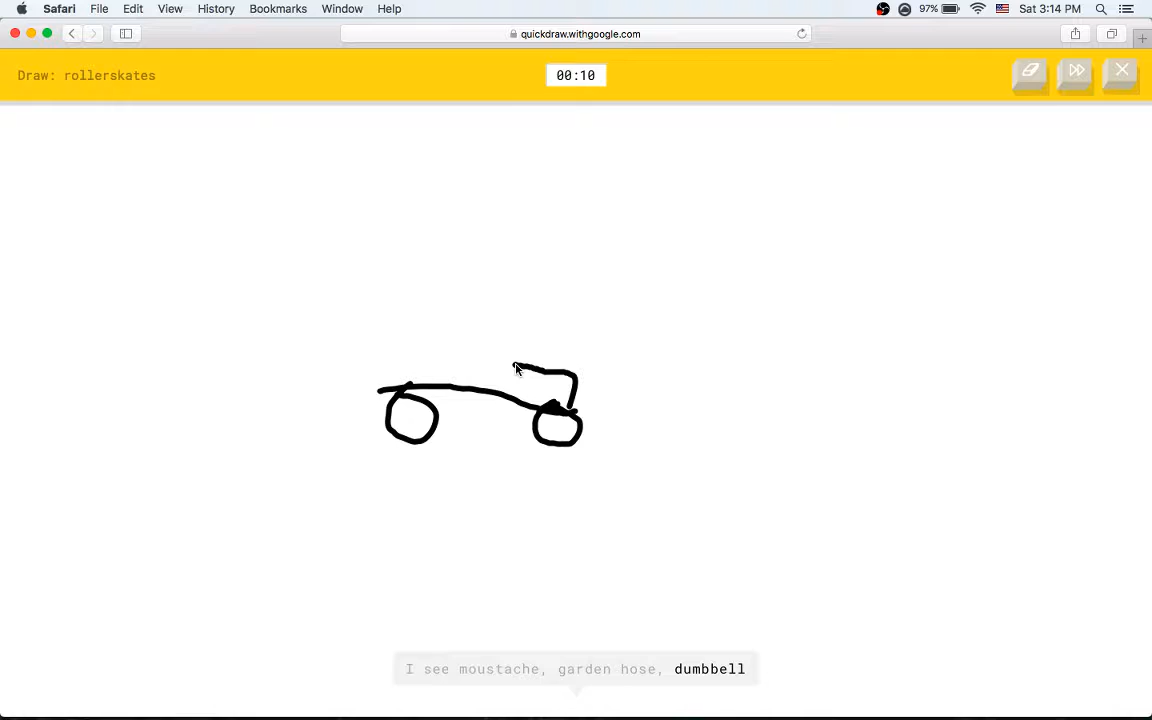 Safari File Edit View History Bookmarks Window Help 97% Sat 3:14 PM
quickdraw.withgoogle.com
Draw: rollerskates 00:10
I see moustache, garden hose, dumbbell